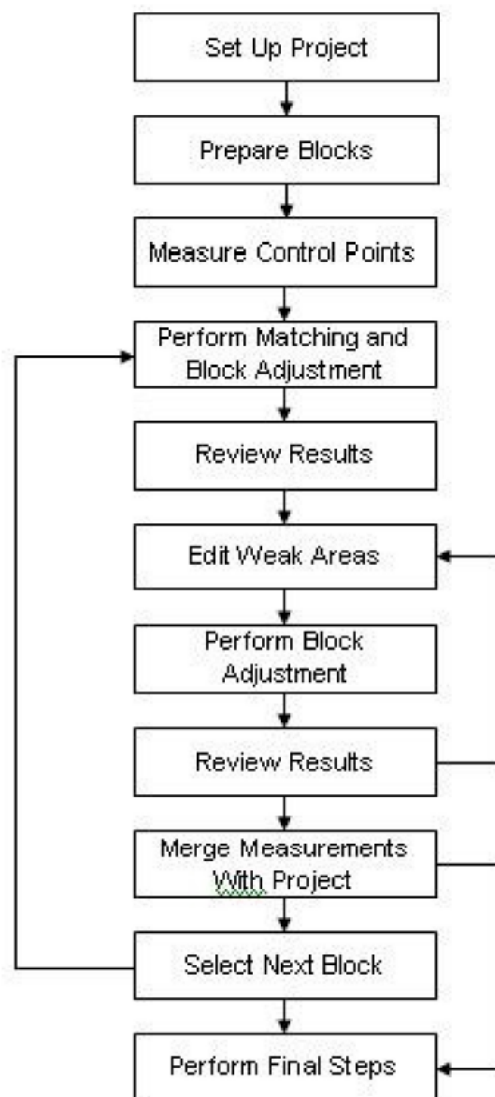 Set Up Project
Prepare Blocks
Measure Control Points
Perform Matching and
Block Adjustment
Review Results
Edit Weak Areas
Perform Block
Adjustment
Review Results
Merge Measurements
With Project
Select Next Block
Perform Final Steps